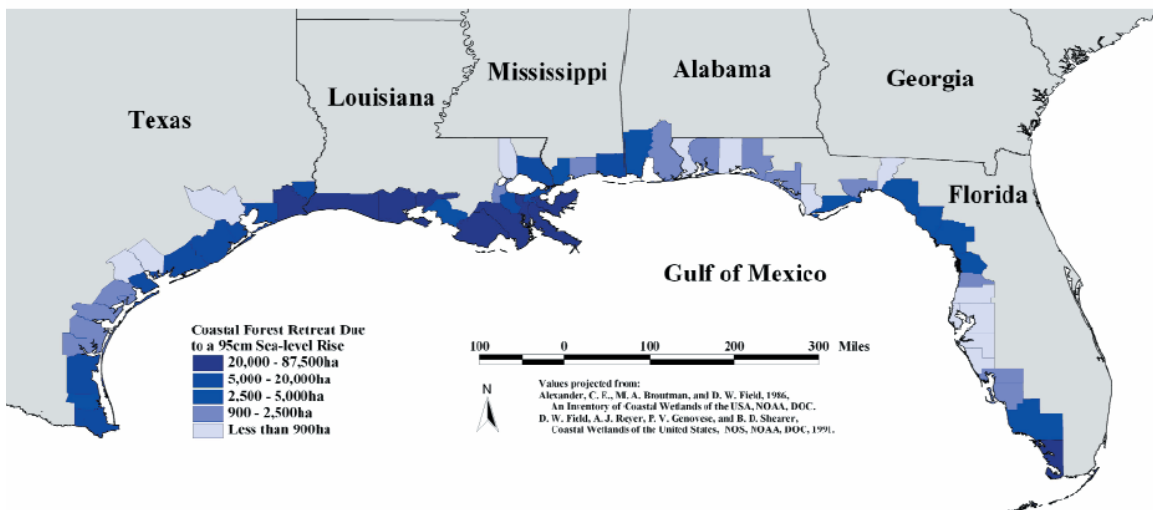 Mississippi
Alabama
Georgia
Louisiana
Texas
Florida
Gulf of Mexico
Coastal Forest Retreat Due
to a 95cm Sea-level Rise
20,000 - 87,500ha
5,000 - 20,000ha
2,500 - 5,000ha
900 - 2,500ha
Less than 900ha
100 0 100 200 300 Miles
N
Values projected from:
Alexander, C. E., M. A. Broutman, and D. W. Field, 1986,
An Inventory of Coastal Wetlands of the USA, NOAA, DOC.
D. W. Field, A. J. Reyer, P. V. Genovese, and B. D. Shearer,
Coastal Wetlands of the United States, NOS, NOAA, DOC, 1991.